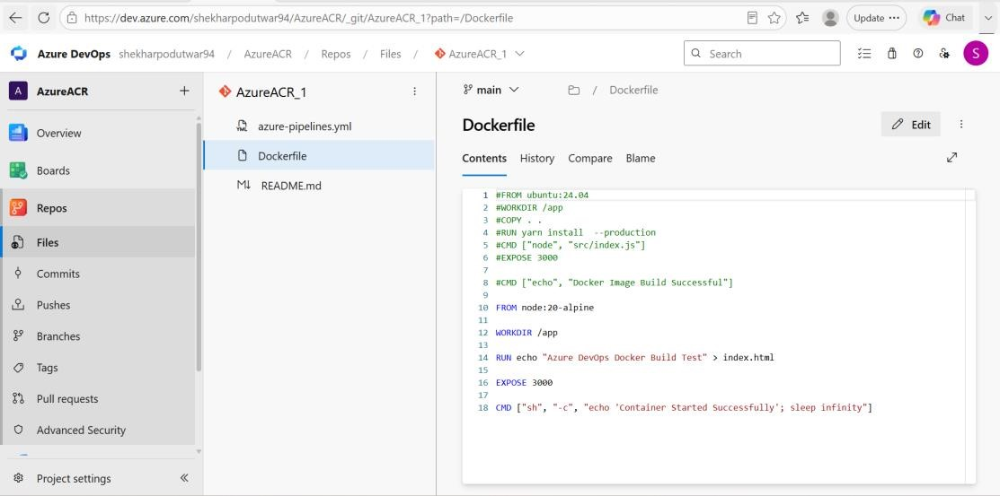 https://dev.azure.com/shekharpodutwar94/AzureACR/_git/AzureACR_1?path=/Dockerfile
Update
Chat
Azure DevOps shekharpodutwar94 / AzureACR / Repos / Files / AzureACR_1
Search
S
A AzureACR
Overview
Boards
Repos
Files
Commits
Pushes
Branches
Tags
Pull requests
Advanced Security
Project settings
AzureACR_1
azure-pipelines.yml
Dockerfile
M↓ README.md
main / Dockerfile
Dockerfile
Edit
Contents History Compare Blame
1 #FROM ubuntu:24.04
2 #WORKDIR /app
3 #COPY . .
4 #RUN yarn install  --production
5 #CMD ["node", "src/index.js"]
6 #EXPOSE 3000
7
8 #CMD ["echo", "Docker Image Build Successful"]
9
10 FROM node:20-alpine
11
12 WORKDIR /app
13
14 RUN echo "Azure DevOps Docker Build Test" > index.html
15
16 EXPOSE 3000
17
18 CMD ["sh", "-c", "echo 'Container Started Successfully'; sleep infinity"]